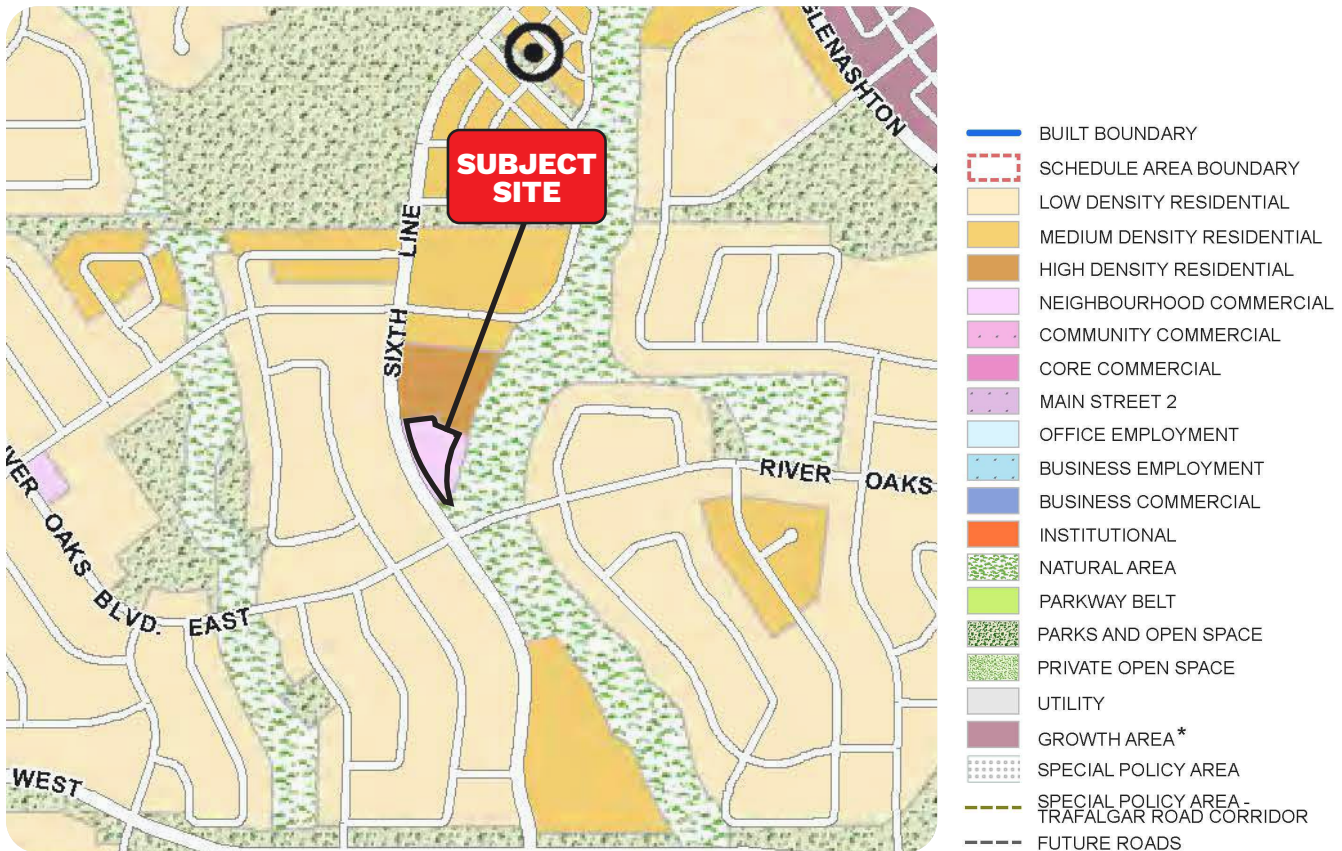 GLENASHTON
SUBJECT
SITE
SIXTH LINE
RIVER OAKS
OAKS BLVD. EAST
WEST
BUILT BOUNDARY
SCHEDULE AREA BOUNDARY
LOW DENSITY RESIDENTIAL
MEDIUM DENSITY RESIDENTIAL
HIGH DENSITY RESIDENTIAL
NEIGHBOURHOOD COMMERCIAL
COMMUNITY COMMERCIAL
CORE COMMERCIAL
MAIN STREET 2
OFFICE EMPLOYMENT
BUSINESS EMPLOYMENT
BUSINESS COMMERCIAL
INSTITUTIONAL
NATURAL AREA
PARKWAY BELT
PARKS AND OPEN SPACE
PRIVATE OPEN SPACE
UTILITY
GROWTH AREA*
SPECIAL POLICY AREA
SPECIAL POLICY AREA -
TRAFALGAR ROAD CORRIDOR
FUTURE ROADS